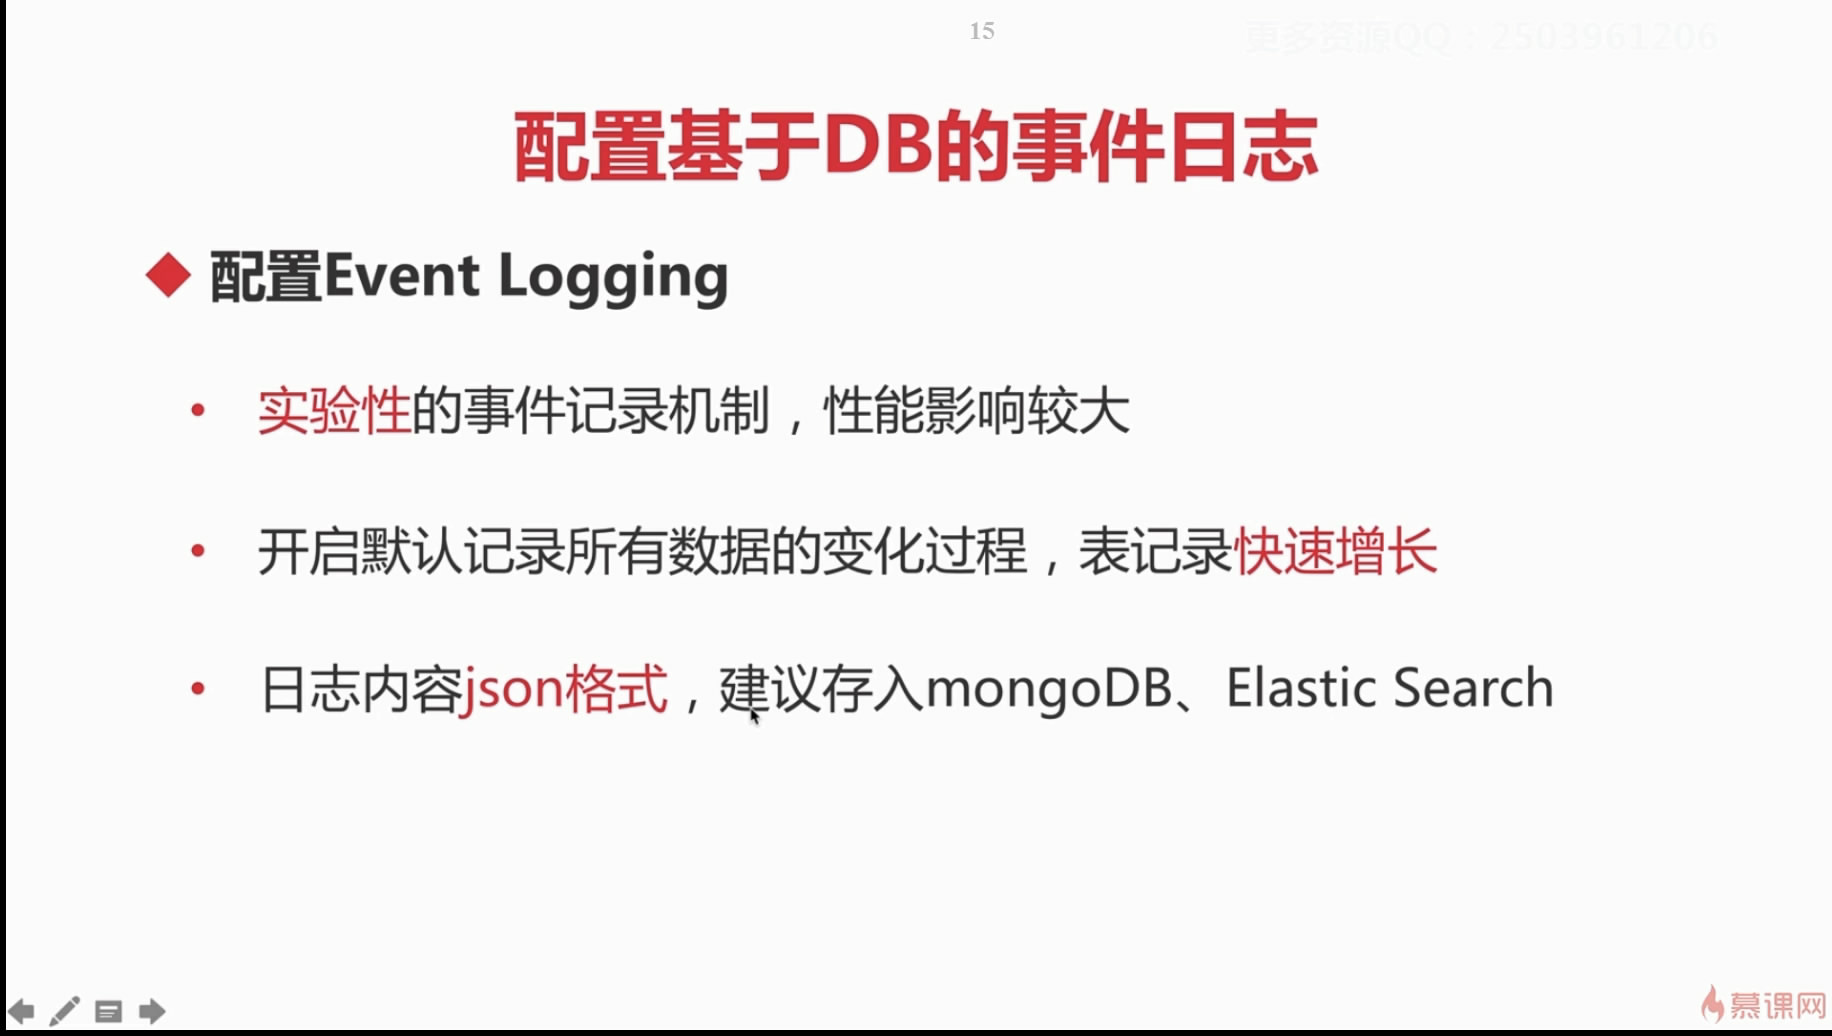 15
更多资源QQ：2503961206
配置基于DB的事件日志
配置Event Logging
• 实验性的事件记录机制，性能影响较大
• 开启默认记录所有数据的变化过程，表记录快速增长
• 日志内容json格式，建议存入mongoDB、Elastic Search
慕课网